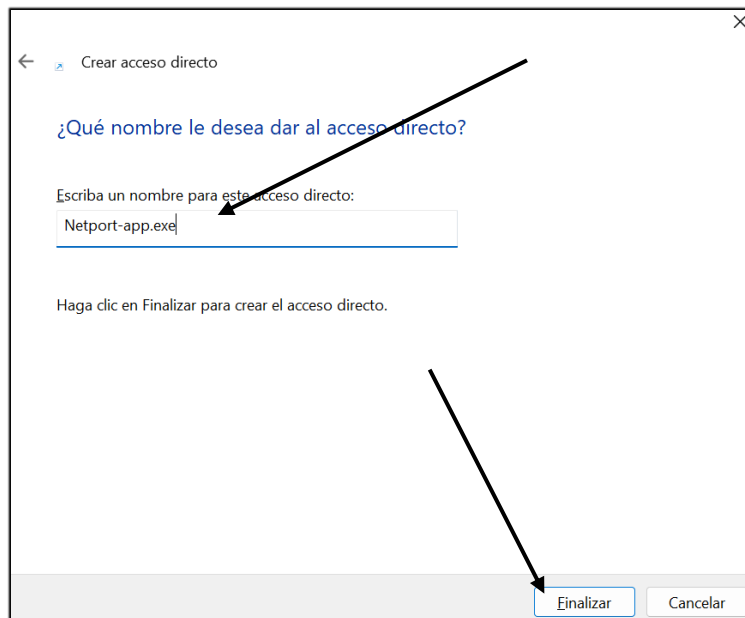 Crear acceso directo
¿Qué nombre le desea dar al acceso directo?
Escriba un nombre para este acceso directo:
Netport-app.exe
Haga clic en Finalizar para crear el acceso directo.
Finalizar Cancelar